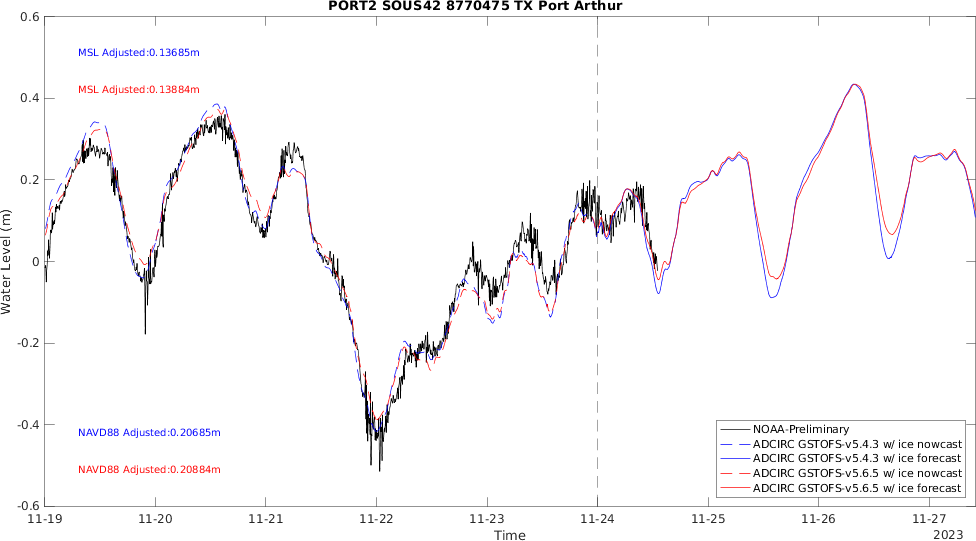 PORT2 SOUS42 8770475 TX Port Arthur
0.6
MSL Adjusted:0.13685m
MSL Adjusted:0.13884m
0.4
0.2
0
-0.2
-0.4
-0.6
Water Level (m)
NAVD88 Adjusted:0.20685m
NAVD88 Adjusted:0.20884m
NOAA-Preliminary
ADCIRC GSTOFS-v5.4.3 w/ ice nowcast
ADCIRC GSTOFS-v5.4.3 w/ ice forecast
ADCIRC GSTOFS-v5.6.5 w/ ice nowcast
ADCIRC GSTOFS-v5.6.5 w/ ice forecast
11-19 11-20 11-21 11-22 11-23 11-24 11-25 11-26 11-27
Time
2023